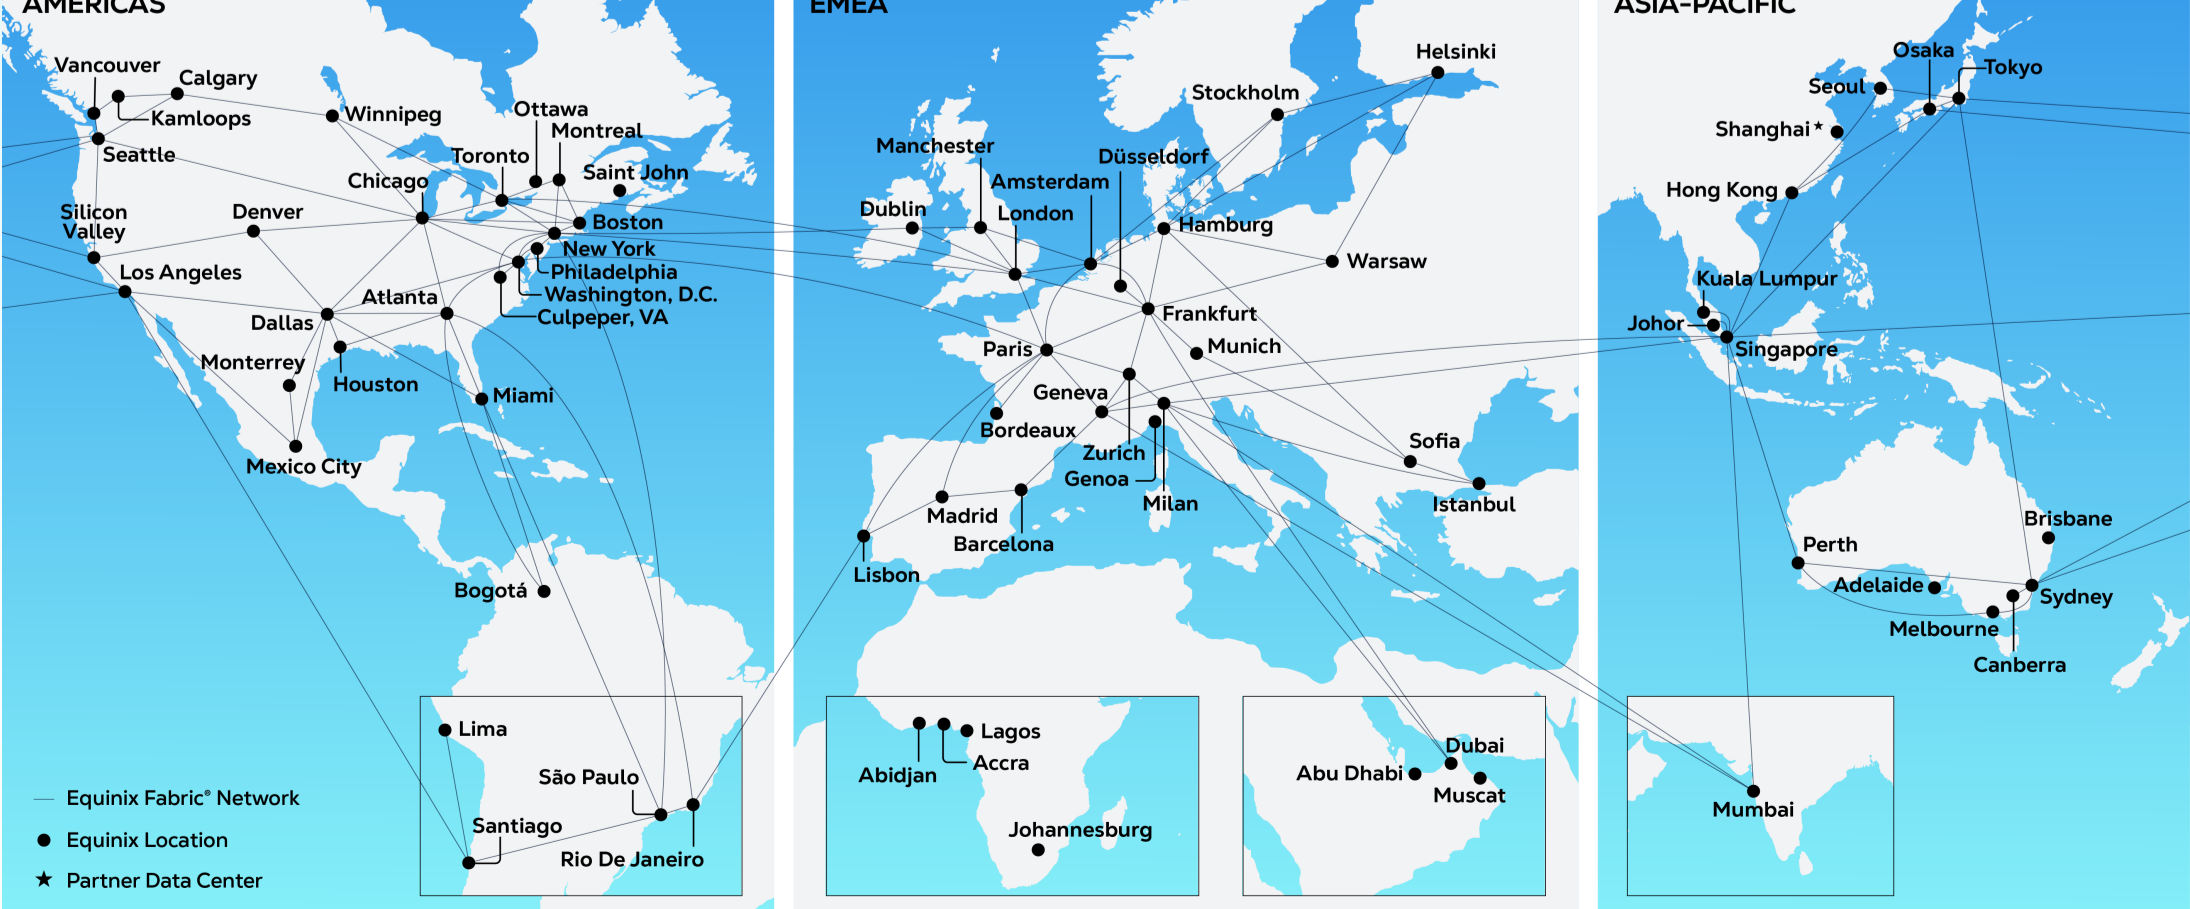 AMERICAS
Vancouver
Calgary
Kamloops
Winnipeg
Seattle
Ottawa
Montreal
Toronto
Saint John
Chicago
Silicon
Valley
Denver
Boston
New York
Los Angeles
Philadelphia
Washington, D.C.
Culpeper, VA
Atlanta
Dallas
Monterrey
Houston
Miami
Mexico City
Bogotá
Lima
São Paulo
Santiago
Rio De Janeiro
Equinix Fabric® Network
Equinix Location
★ Partner Data Center
EMEA
Helsinki
Stockholm
Manchester
Düsseldorf
Amsterdam
Dublin
London
Hamburg
Warsaw
Frankfurt
Paris
Munich
Geneva
Bordeaux
Zurich
Sofia
Genoa
Milan
Istanbul
Madrid
Barcelona
Lisbon
Lagos
Accra
Abidjan
Johannesburg
Dubai
Abu Dhabi
Muscat
ASIA-PACIFIC
Osaka
Tokyo
Seoul
Shanghai★
Hong Kong
Kuala Lumpur
Johor
Singapore
Brisbane
Perth
Adelaide
Sydney
Melbourne
Canberra
Mumbai